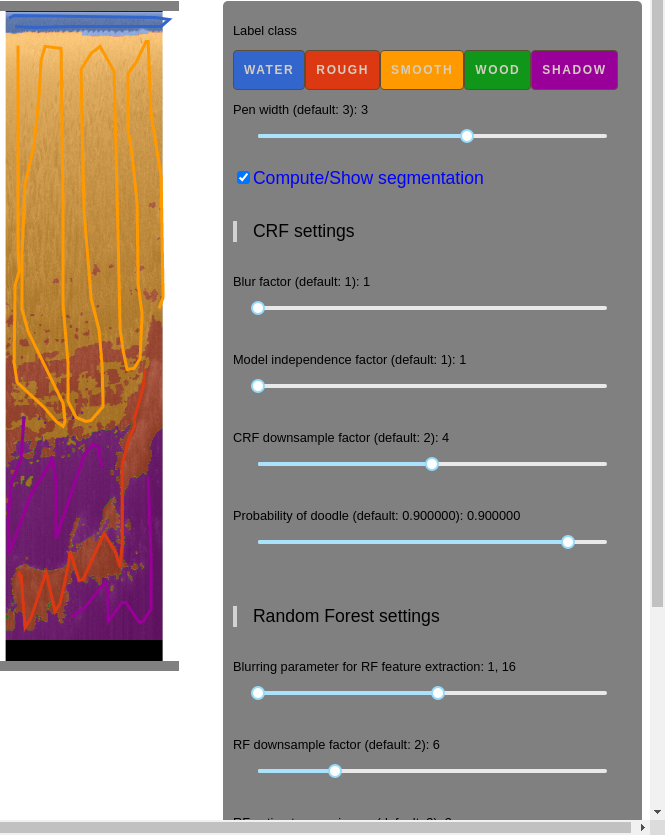 Label class
WATER ROUGH SMOOTH WOOD SHADOW
Pen width (default: 3): 3
Compute/Show segmentation
CRF settings
Blur factor (default: 1): 1
Model independence factor (default: 1): 1
CRF downsample factor (default: 2): 4
Probability of doodle (default: 0.900000): 0.900000
Random Forest settings
Blurring parameter for RF feature extraction: 1, 16
RF downsample factor (default: 2): 6